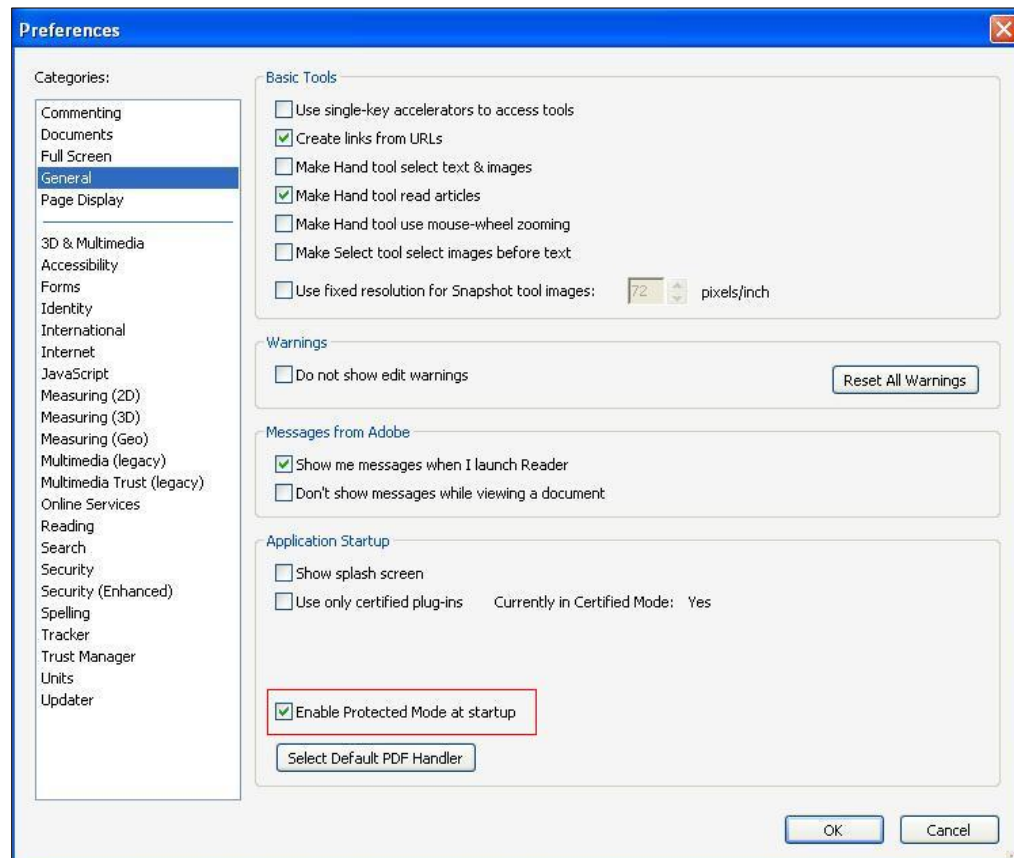 Preferences
Categories:
Commenting
Documents
Full Screen
General
Page Display
3D & Multimedia
Accessibility
Forms
Identity
International
Internet
JavaScript
Measuring (2D)
Measuring (3D)
Measuring (Geo)
Multimedia (legacy)
Multimedia Trust (legacy)
Online Services
Reading
Search
Security
Security (Enhanced)
Spelling
Tracker
Trust Manager
Units
Updater
Basic Tools
Use single-key accelerators to access tools
Create links from URLs
Make Hand tool select text & images
Make Hand tool read articles
Make Hand tool use mouse-wheel zooming
Make Select tool select images before text
Use fixed resolution for Snapshot tool images: 72 pixels/inch
Warnings
Do not show edit warnings Reset All Warnings
Messages from Adobe
Show me messages when I launch Reader
Don't show messages while viewing a document
Application Startup
Show splash screen
Use only certified plug-ins Currently in Certified Mode: Yes
Enable Protected Mode at startup
Select Default PDF Handler
OK Cancel